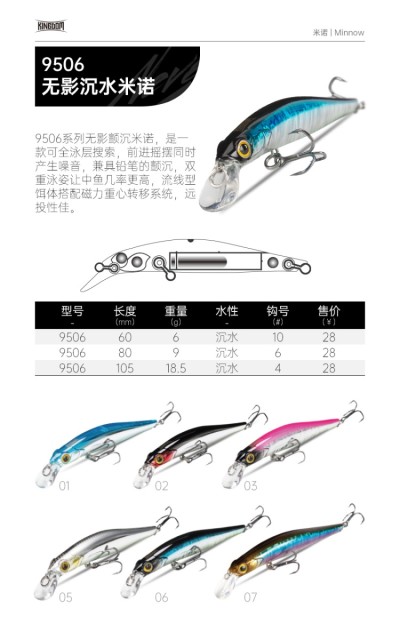 KINGDOM
米诺 | Minnow
9506
无影沉水米诺
9506系列无影颤沉米诺，是一
款可全泳层搜索，前进摇摆同时
产生噪音，兼具铅笔的颤沉，双
重泳姿让中鱼几率更高，流线型
饵体搭配磁力重心转移系统，远
投性佳。
型号 长度 重量 水性 钩号 售价
- (mm) (g) - (#) (¥)
9506 60 6 沉水 10 28
9506 80 9 沉水 6 28
9506 105 18.5 沉水 4 28
01 02 03
05 06 07